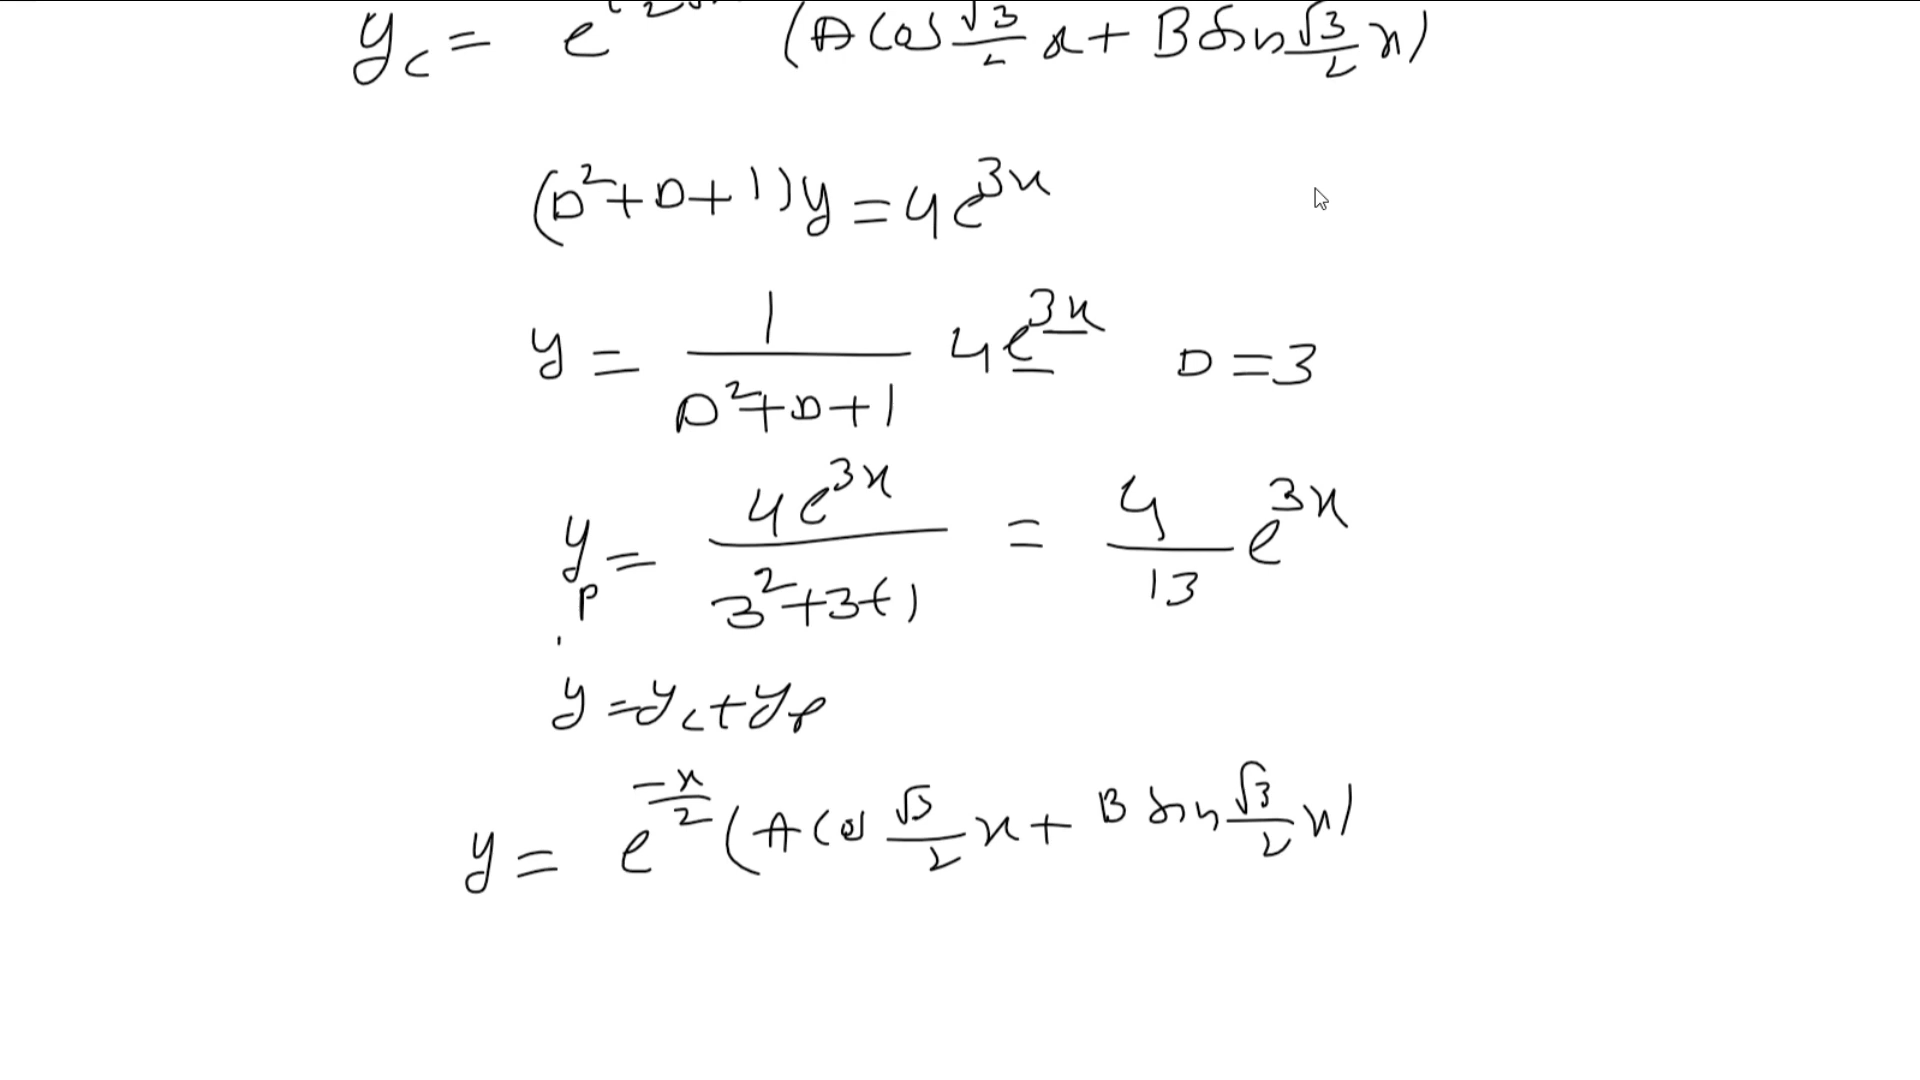 y_c = e (A Cos √3/2 x + B Sin √3/2 x)
(D²+D+1)y = 4e^3x
y = 1/(D²+D+1) 4e^3x D = 3
y_p = 4e^3x/(3²+3+1) = 4/13 e^3x
y = y_c + y_p
y = e^(-x/2) (A Cos √3/2 x + B Sin √3/2 x)